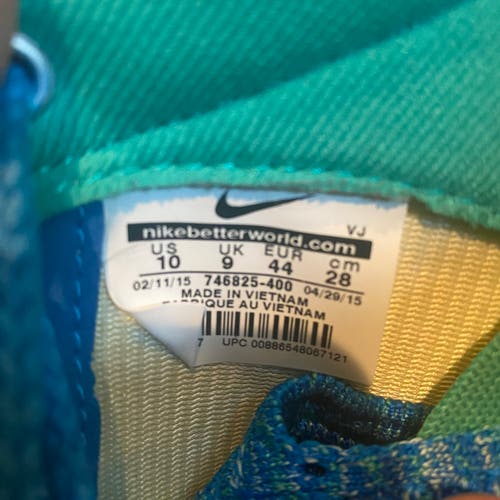 VJ
nikebetterworld.com
US UK EUR cm
10 9 44 28
02/11/15 746825-400 04/29/15
MADE IN VIETNAM
FABRIQUE AU VIETNAM
7 UPC 00886548067121